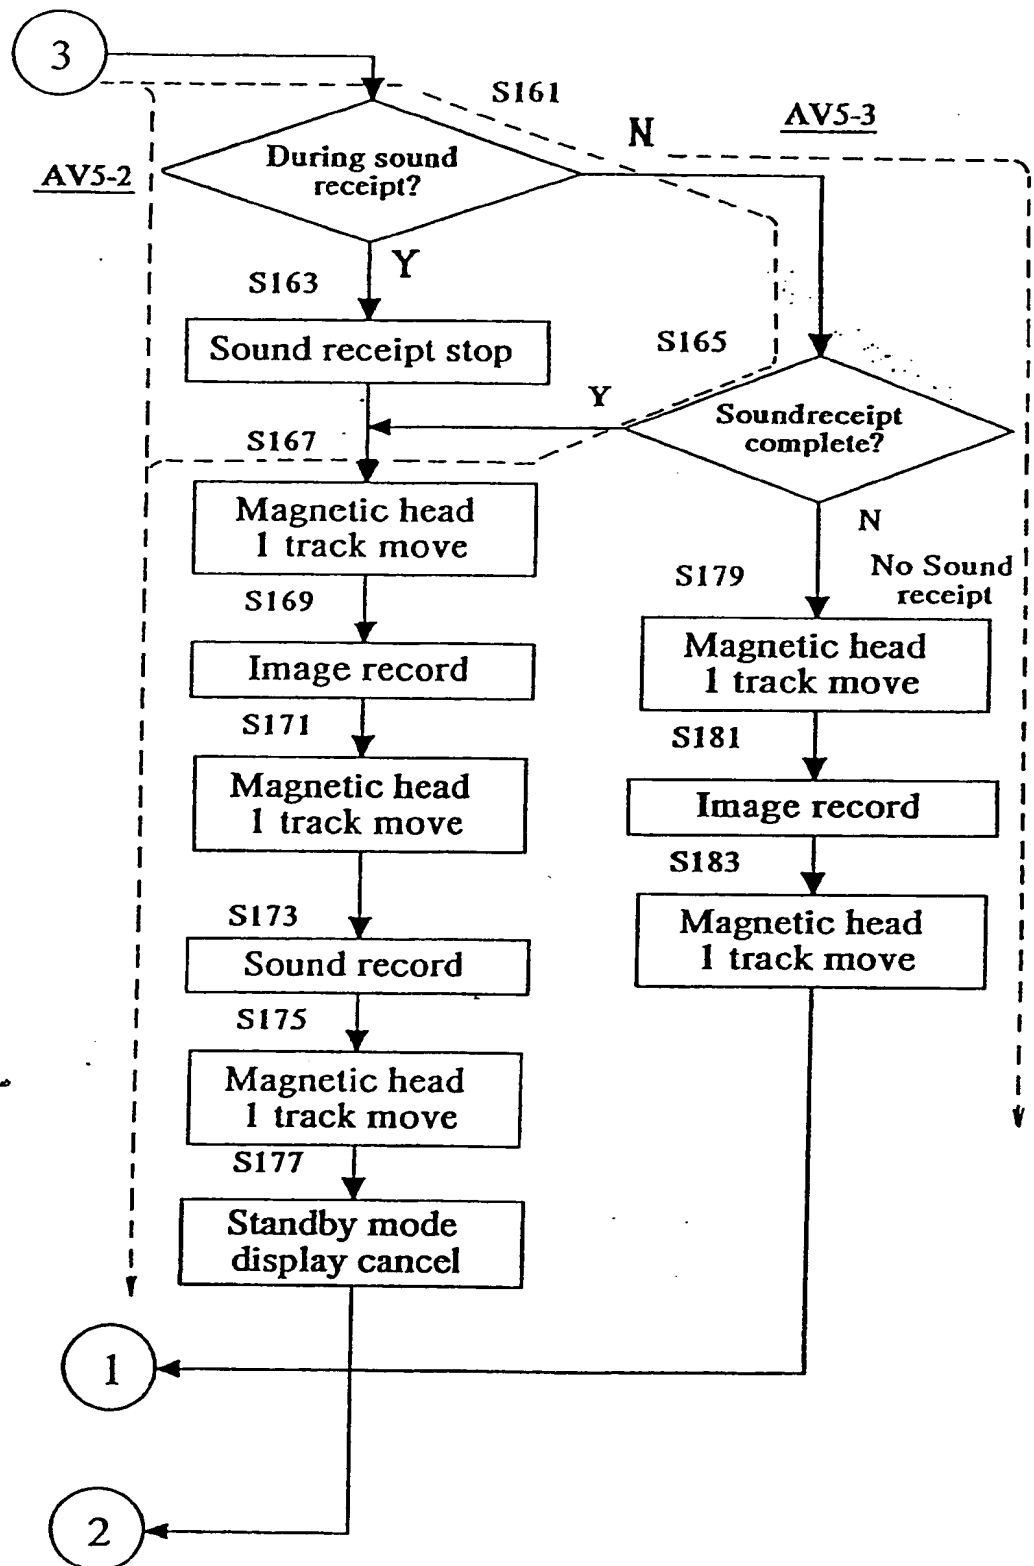 3
S161
AV5-3
N
During sound
receipt?
AV5-2
Y
S163
Sound receipt stop
S165
Y
Soundreceipt
complete?
S167
Magnetic head
1 track move
N
No Sound
receipt
S179
S169
Magnetic head
1 track move
Image record
S171
S181
Magnetic head
1 track move
Image record
S183
S173
Magnetic head
1 track move
Sound record
S175
Magnetic head
1 track move
S177
Standby mode
display cancel
1
2